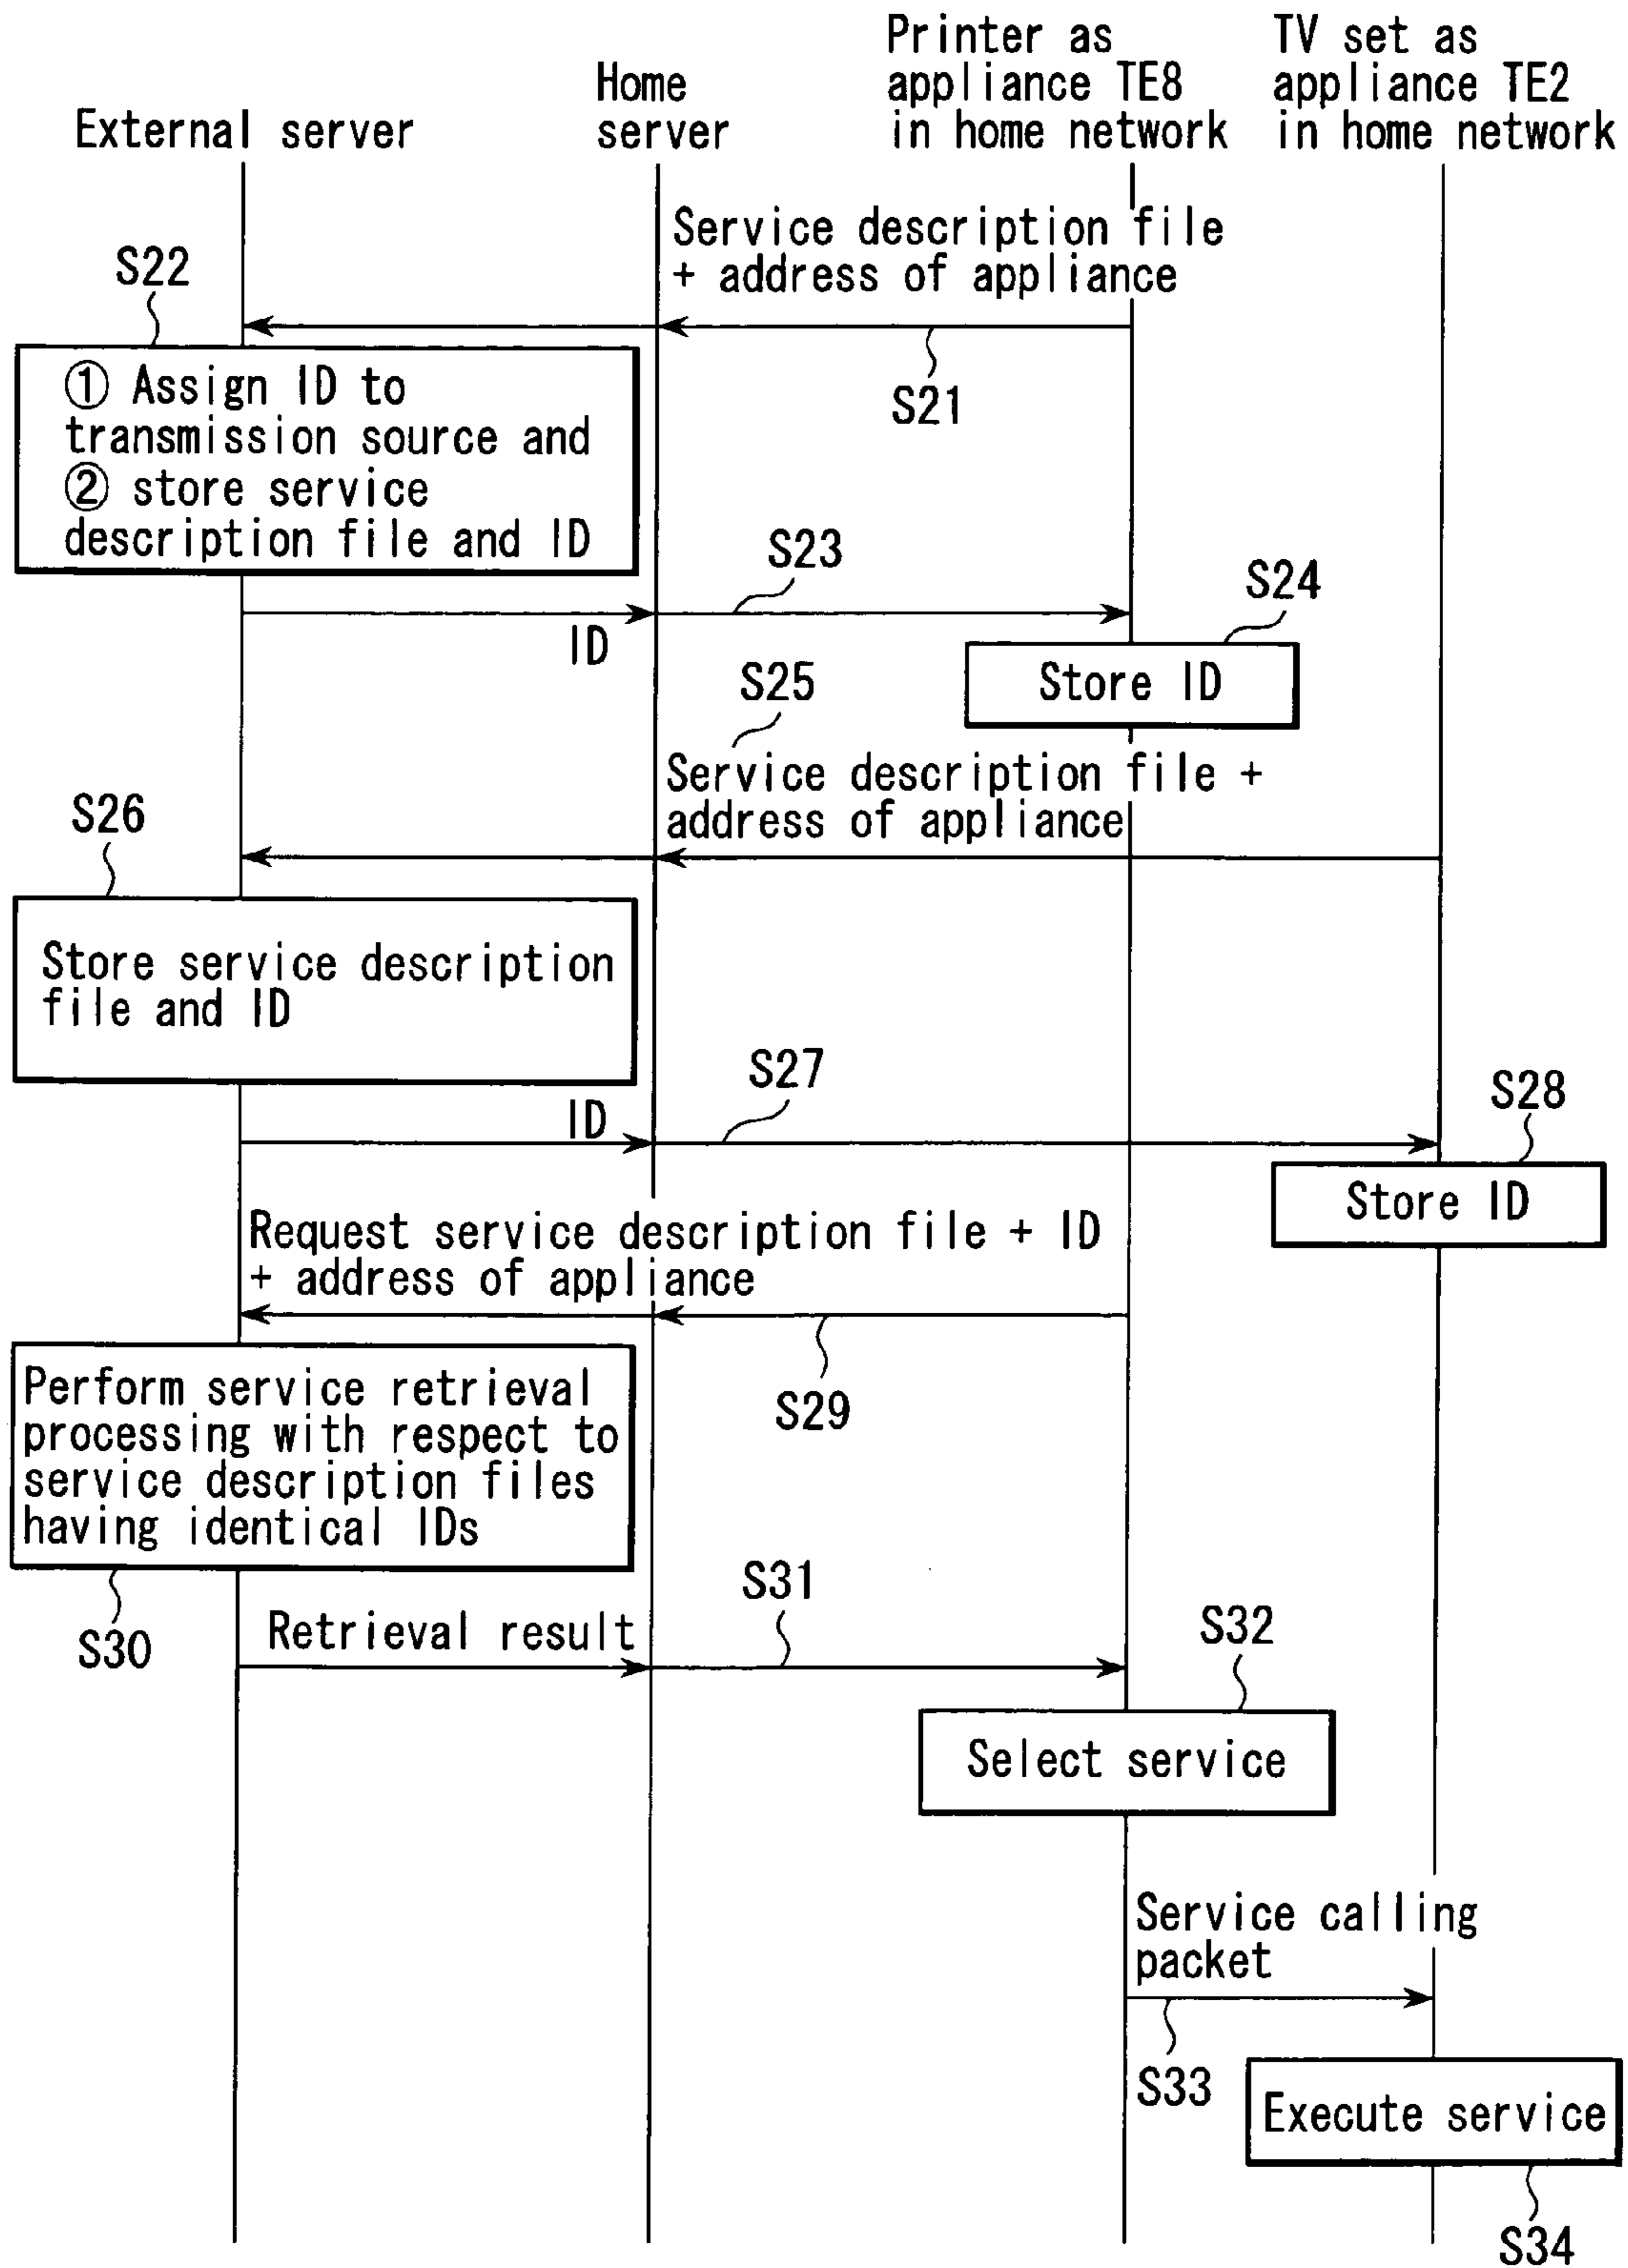 External server
Home
server
Printer as
appliance TE8
in home network
TV set as
appliance TE2
in home network
Service description file
+ address of appliance
S22
S21
① Assign ID to
transmission source and
② store service
description file and ID
S23
ID
S24
Store ID
S25
Service description file +
address of appliance
S26
Store service description
file and ID
S27
ID
S28
Store ID
Request service description file + ID
+ address of appliance
S29
Perform service retrieval
processing with respect to
service description files
having identical IDs
S30
Retrieval result
S31
S32
Select service
Service calling
packet
S33
Execute service
S34